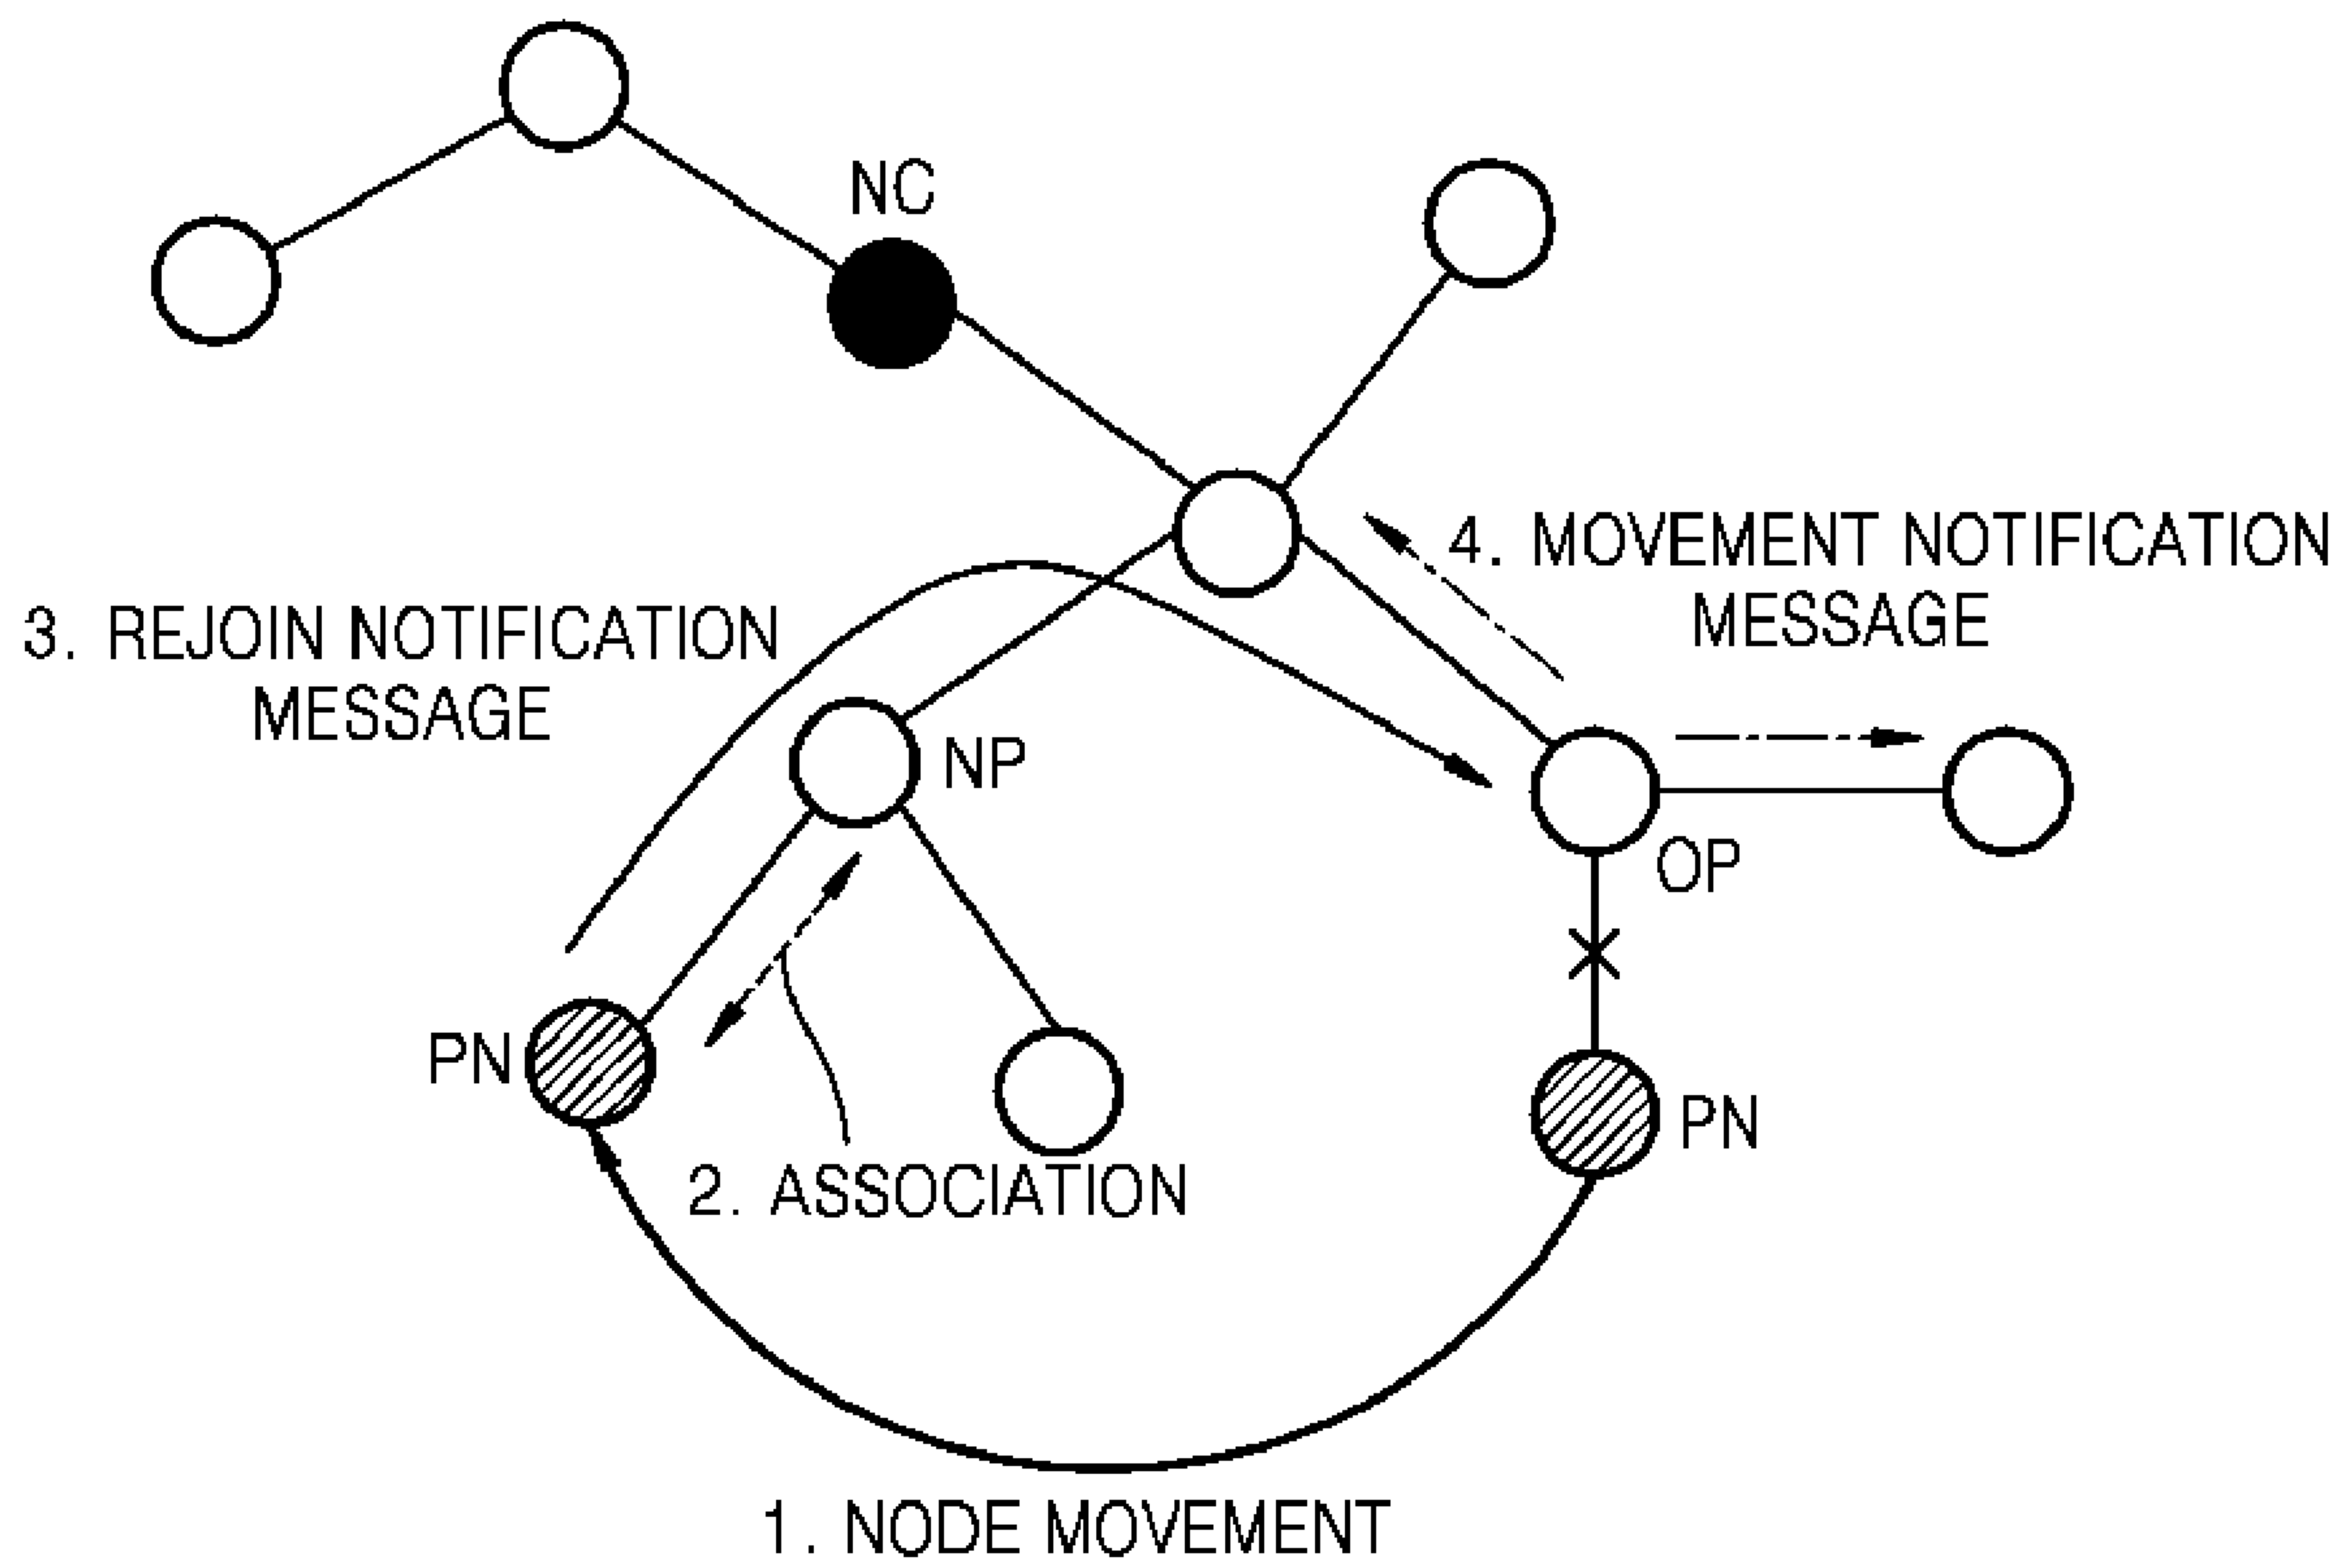 NC
4. MOVEMENT NOTIFICATION
MESSAGE
3. REJOIN NOTIFICATION
MESSAGE
NP
OP
PN
PN
2. ASSOCIATION
1. NODE MOVEMENT